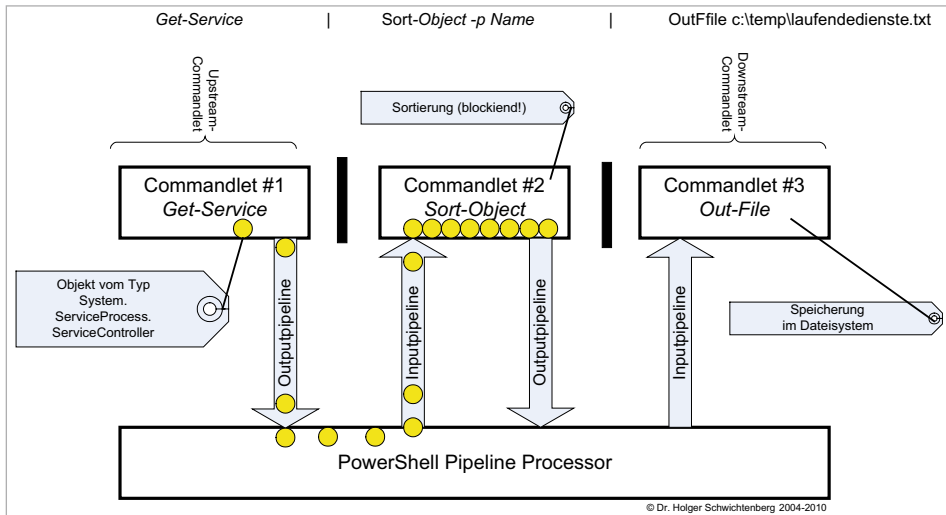 Get-Service | Sort-Object -p Name | OutFfile c:\temp\laufendedienste.txt
Upstream-
Commandlet
Downstream-
Commandlet
Sortierung (blockiend!)
Commandlet #1
Get-Service
Commandlet #2
Sort-Object
Commandlet #3
Out-File
Objekt vom Typ
System.
ServiceProcess.
ServiceController
Outputpipeline
Inputpipeline
Outputpipeline
Inputpipeline
Speicherung
im Dateisystem
PowerShell Pipeline Processor
© Dr. Holger Schwichtenberg 2004-2010